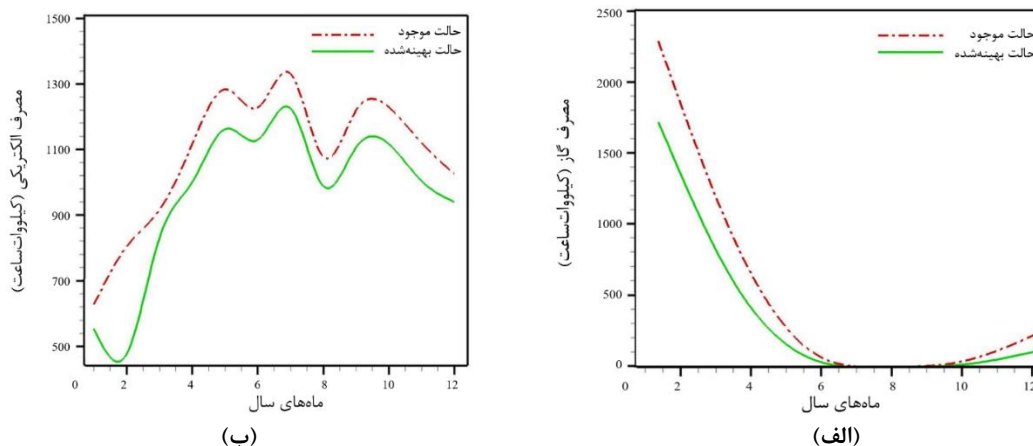 2500
2000
1500
1000
500
0
0
2
4
6
8
10
12
مصرف گاز (کیلووات‌ساعت)
حالت موجود
حالت بهینه‌شده
ماه‌های سال
(الف)
1500
1300
1100
900
700
500
0
2
4
6
8
10
12
مصرف الکتریکی (کیلووات‌ساعت)
حالت موجود
حالت بهینه‌شده
ماه‌های سال
(ب)